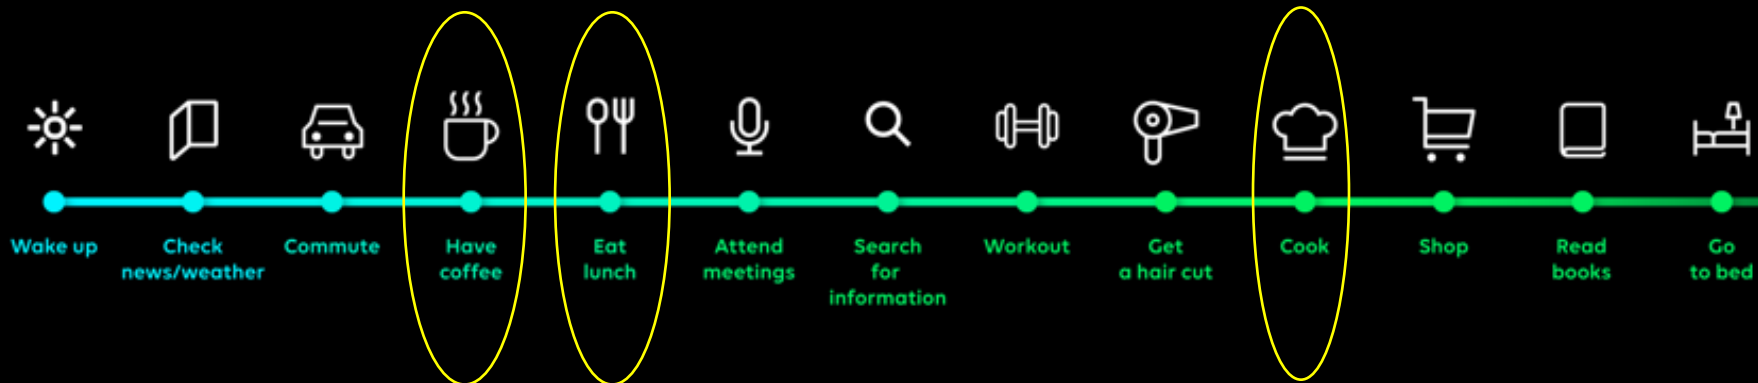 Wake up
Check
news/weather
Commute
Have
coffee
Eat
lunch
Attend
meetings
Search
for
information
Workout
Get
a hair cut
Cook
Shop
Read
books
Go
to bed